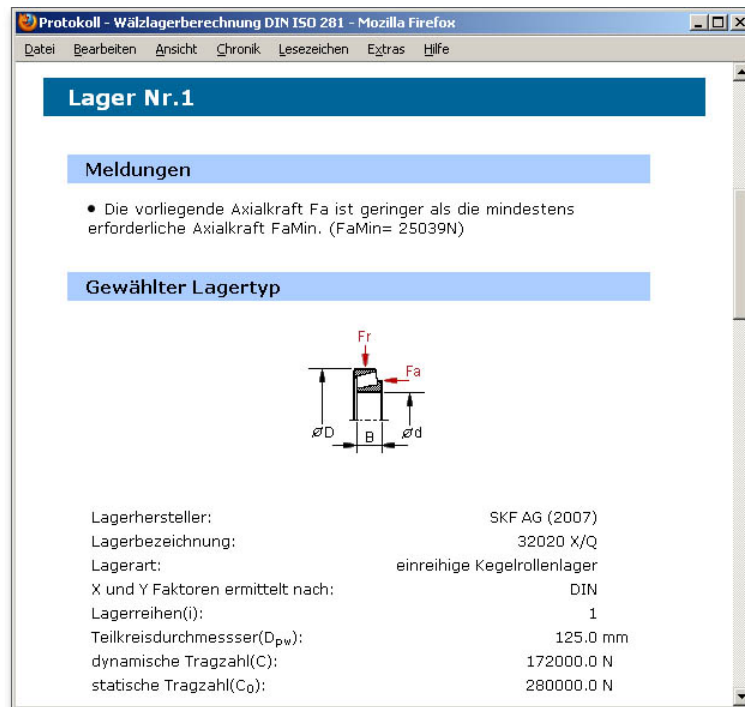 Protokoll - Wälzlagerberechnung DIN ISO 281 - Mozilla Firefox
Datei Bearbeiten Ansicht Chronik Lesezeichen Extras Hilfe
Lager Nr.1
Meldungen
• Die vorliegende Axialkraft Fa ist geringer als die mindestens
erforderliche Axialkraft FaMin. (FaMin= 25039N)
Gewählter Lagertyp
Fr
Fa
øD B ød
Lagerhersteller: SKF AG (2007)
Lagerbezeichnung: 32020 X/Q
Lagerart: einreihige Kegelrollenlager
X und Y Faktoren ermittelt nach: DIN
Lagerreihen(i): 1
Teilkreisdurchmessser(Dpw): 125.0 mm
dynamische Tragzahl(C): 172000.0 N
statische Tragzahl(C0): 280000.0 N